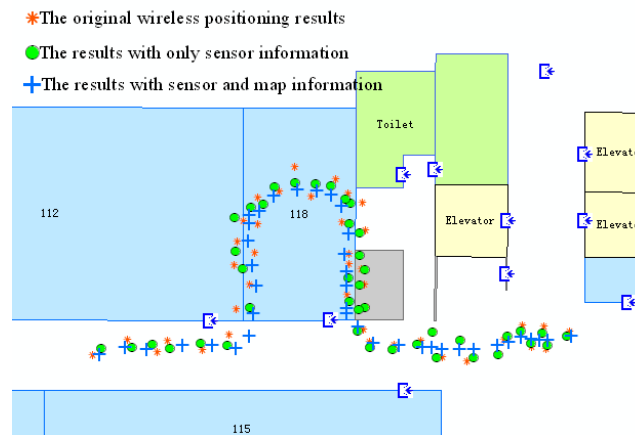 The original wireless positioning results
The results with only sensor information
The results with sensor and map information
Toilet
112
118
Elevator
Elevato
Elevato
115